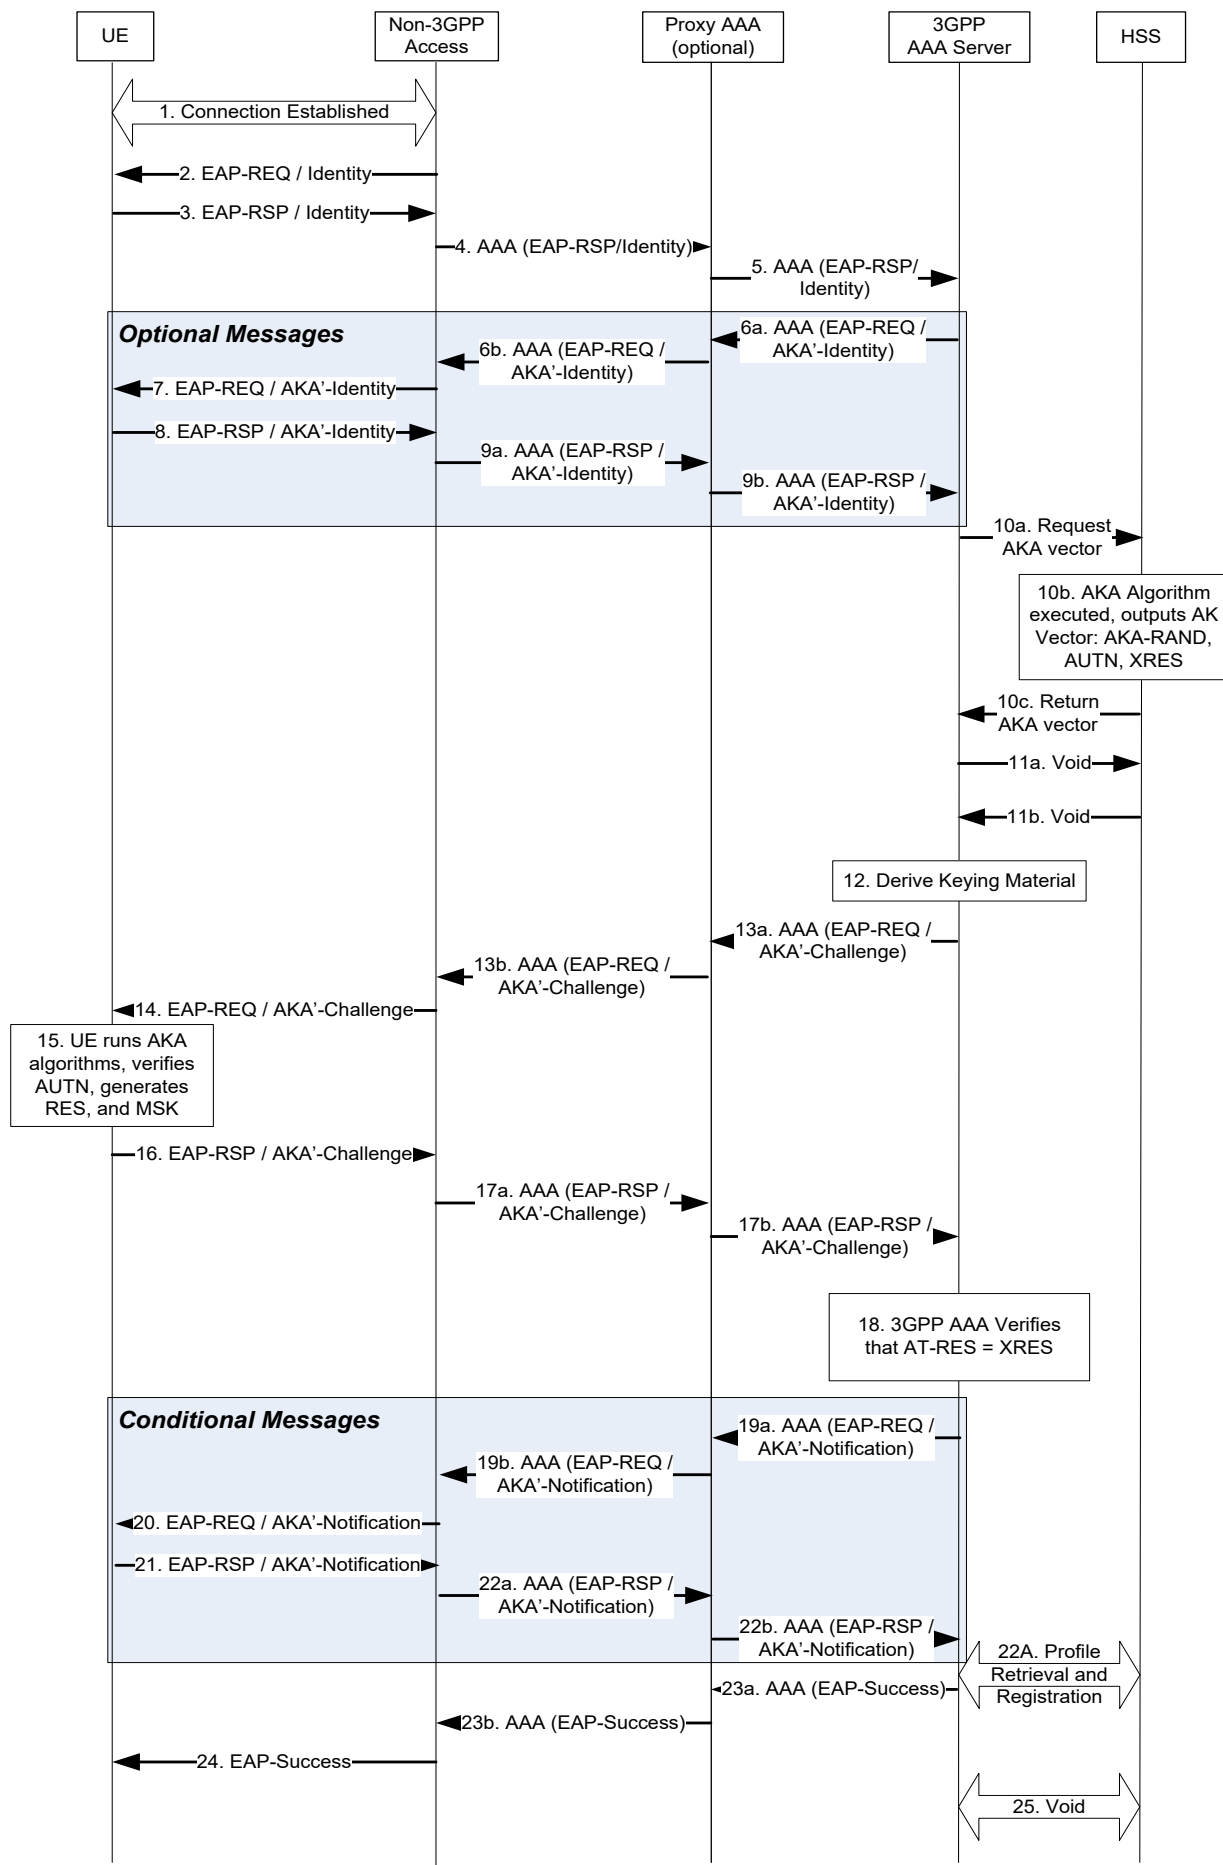 UE
Non-3GPP
Access
Proxy AAA
(optional)
3GPP
AAA Server
HSS
1. Connection Established
2. EAP-REQ / Identity
3. EAP-RSP / Identity
4. AAA (EAP-RSP/Identity)
5. AAA (EAP-RSP/
Identity)
Optional Messages
6a. AAA (EAP-REQ /
AKA'-Identity)
6b. AAA (EAP-REQ /
AKA'-Identity)
7. EAP-REQ / AKA'-Identity
8. EAP-RSP / AKA'-Identity
9a. AAA (EAP-RSP /
AKA'-Identity)
9b. AAA (EAP-RSP /
AKA'-Identity)
10a. Request
AKA vector
10b. AKA Algorithm
executed, outputs AK
Vector: AKA-RAND,
AUTN, XRES
10c. Return
AKA vector
11a. Void
11b. Void
12. Derive Keying Material
13a. AAA (EAP-REQ /
AKA'-Challenge)
13b. AAA (EAP-REQ /
AKA'-Challenge)
14. EAP-REQ / AKA'-Challenge
15. UE runs AKA
algorithms, verifies
AUTN, generates
RES, and MSK
16. EAP-RSP / AKA'-Challenge
17a. AAA (EAP-RSP /
AKA'-Challenge)
17b. AAA (EAP-RSP /
AKA'-Challenge)
18. 3GPP AAA Verifies
that AT-RES = XRES
Conditional Messages
19a. AAA (EAP-REQ /
AKA'-Notification)
19b. AAA (EAP-REQ /
AKA'-Notification)
20. EAP-REQ / AKA'-Notification
21. EAP-RSP / AKA'-Notification
22a. AAA (EAP-RSP /
AKA'-Notification)
22b. AAA (EAP-RSP /
AKA'-Notification)
22A. Profile
Retrieval and
Registration
23a. AAA (EAP-Success)
23b. AAA (EAP-Success)
24. EAP-Success
25. Void